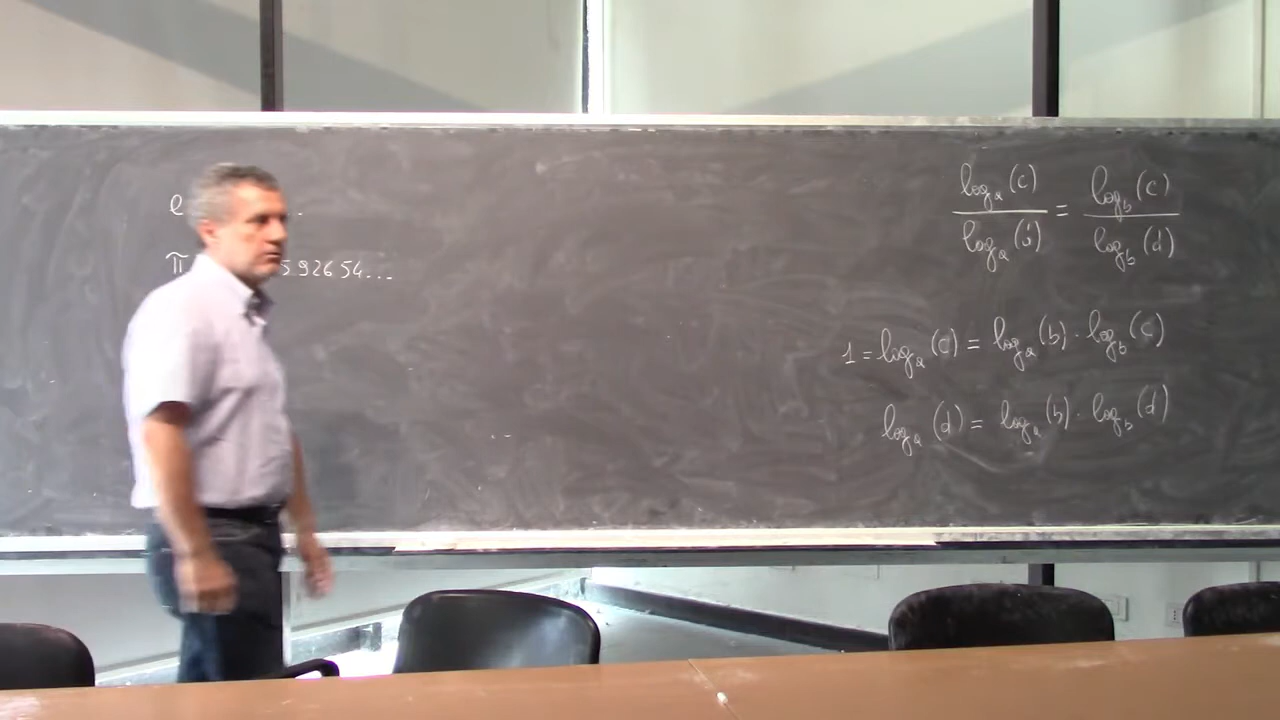 e .
π 592654...
log_a (c) / log_a (d) = log_b (c) / log_b (d)
1 = log_a (c) = log_a (b) · log_b (c)
log_a (d) = log_a (b) · log_b (d)